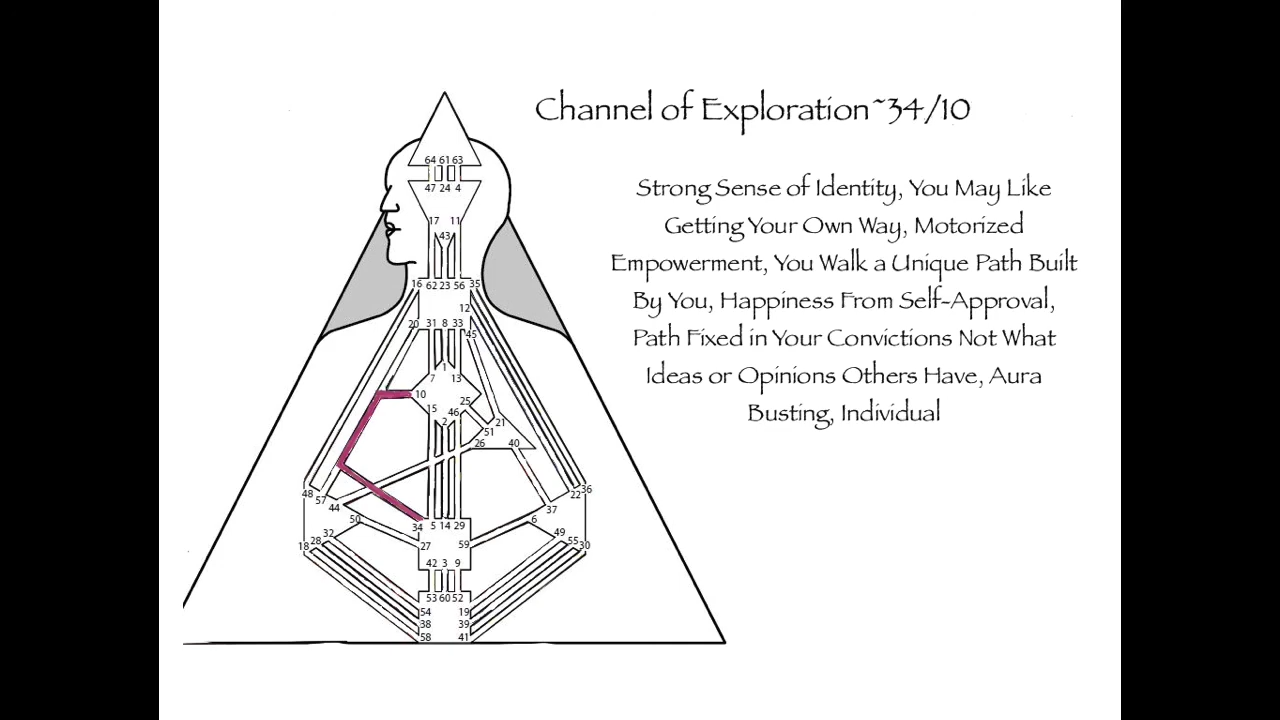 Channel of Exploration~34/10
Strong Sense of Identity, You May Like
Getting Your Own Way, Motorized
Empowerment, You Walk a Unique Path Built
By You, Happiness From Self-Approval,
Path Fixed in Your Convictions Not What
Ideas or Opinions Others Have, Aura
Busting, Individual
64 61 63
47 24 4
17 11
43
16 62 23 56 35
12
20 31 8 33
45
1
7 13
10
25
15 46
2
21
51
26 40
48 57 44
22 36
37
50
34 5 14 29
6
32
28
18
27
59
49
55
30
42 3 9
53 60 52
54 19
38 39
58 41